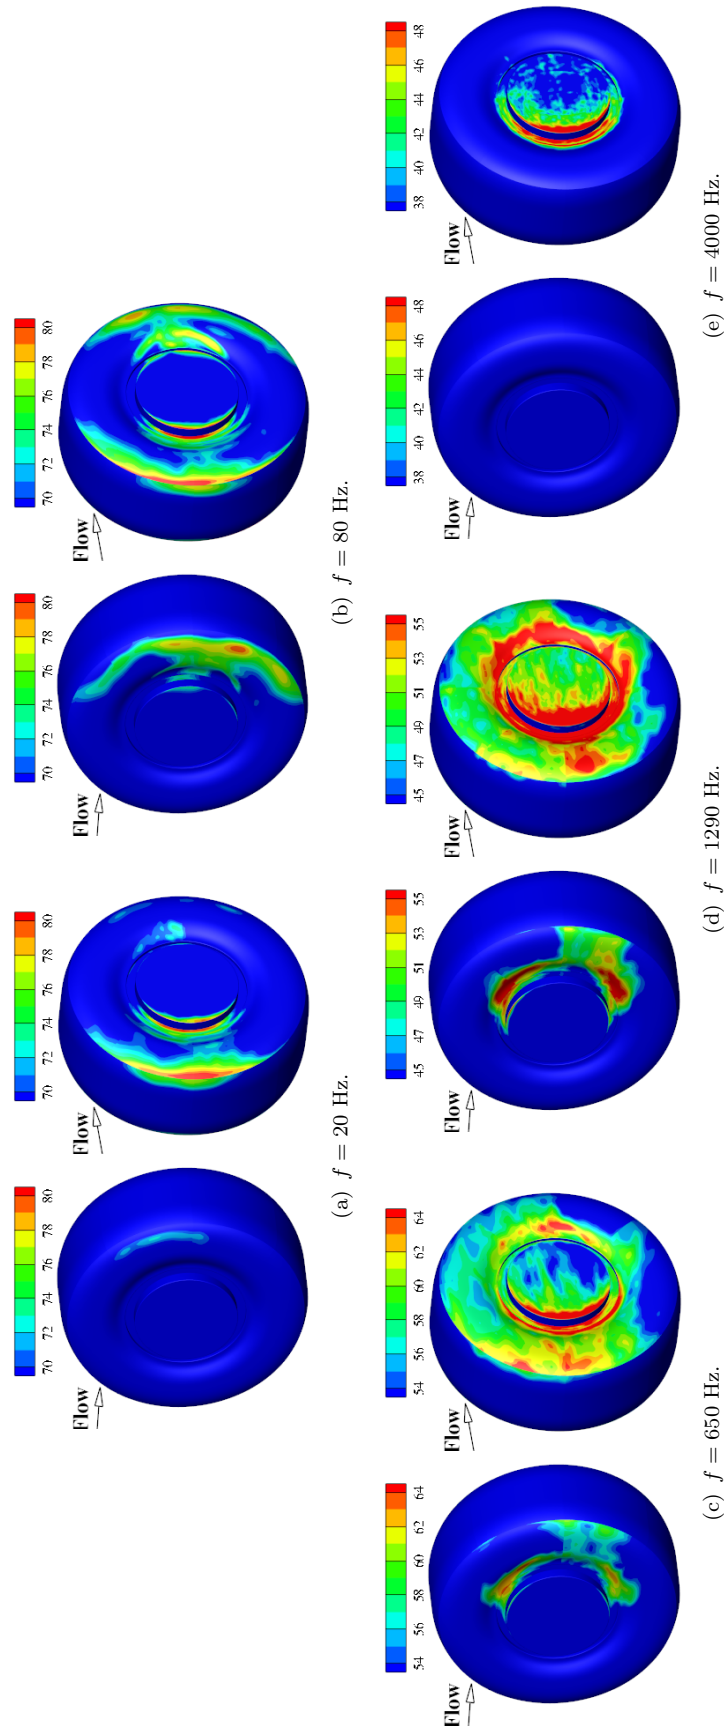 70 72 74 76 78 80
Flow
70 72 74 76 78 80
Flow
(a) f = 20 Hz.
70 72 74 76 78 80
Flow
70 72 74 76 78 80
Flow
(b) f = 80 Hz.
54 56 58 60 62 64
Flow
54 56 58 60 62 64
Flow
(c) f = 650 Hz.
45 47 49 51 53 55
Flow
45 47 49 51 53 55
Flow
(d) f = 1290 Hz.
38 40 42 44 46 48
Flow
38 40 42 44 46 48
Flow
(e) f = 4000 Hz.